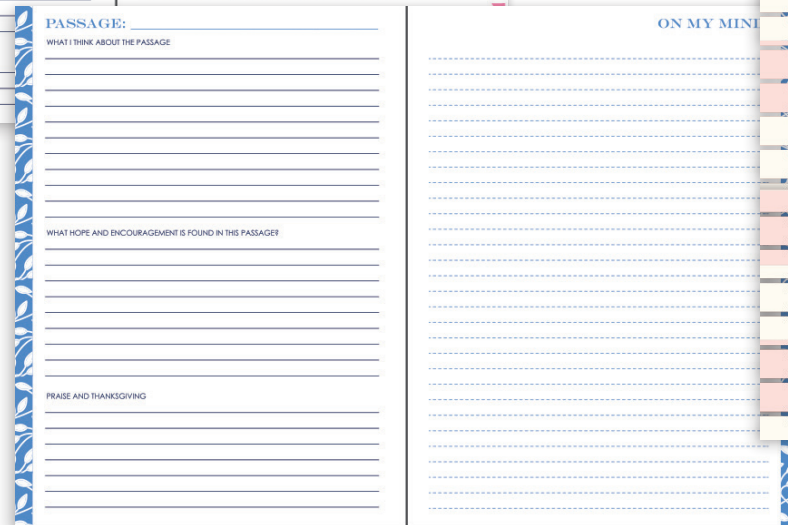 PASSAGE:
WHAT I THINK ABOUT THE PASSAGE
WHAT HOPE AND ENCOURAGEMENT IS FOUND IN THIS PASSAGE?
PRAISE AND THANKSGIVING
ON MY MIN